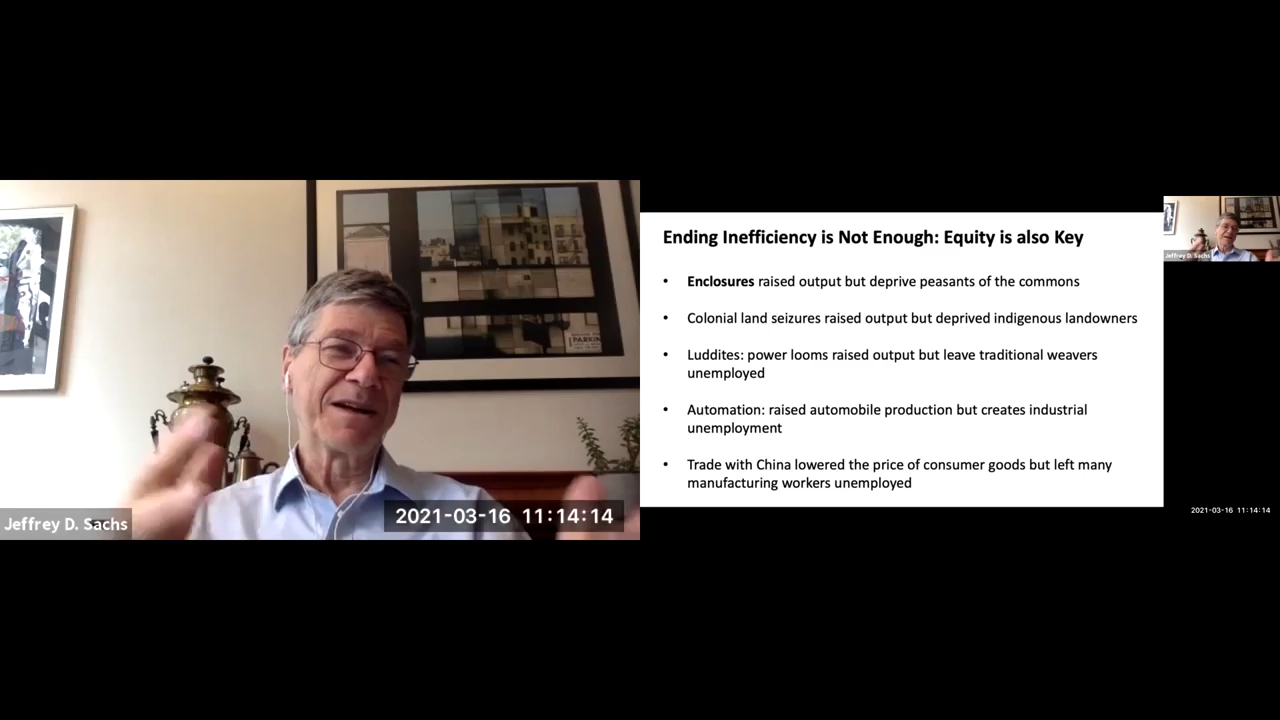 PARKIN
Jeffrey D. Sachs
2021-03-16 11:14:14
Ending Inefficiency is Not Enough: Equity is also Key
• Enclosures raised output but deprive peasants of the commons
• Colonial land seizures raised output but deprived indigenous landowners
• Luddites: power looms raised output but leave traditional weavers
unemployed
• Automation: raised automobile production but creates industrial
unemployment
• Trade with China lowered the price of consumer goods but left many
manufacturing workers unemployed
Jeffrey D. Sachs
2021-03-16 11:14:14